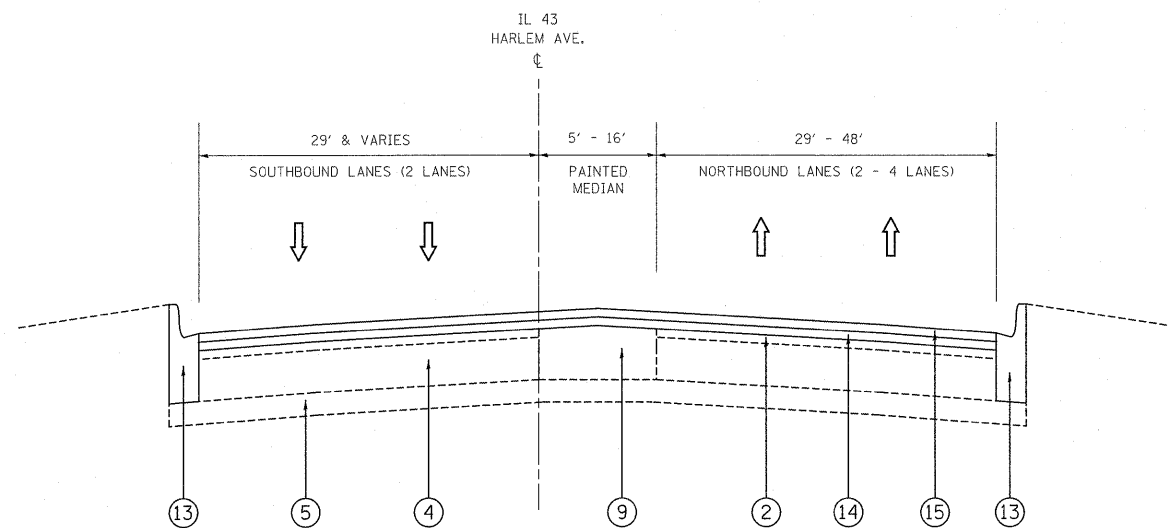 IL 43
HARLEM AVE.
℄
29' & VARIES
5' - 16'
29' - 48'
SOUTHBOUND LANES (2 LANES)
PAINTED
MEDIAN
NORTHBOUND LANES (2 - 4 LANES)
13
5
4
9
2
14
15
13